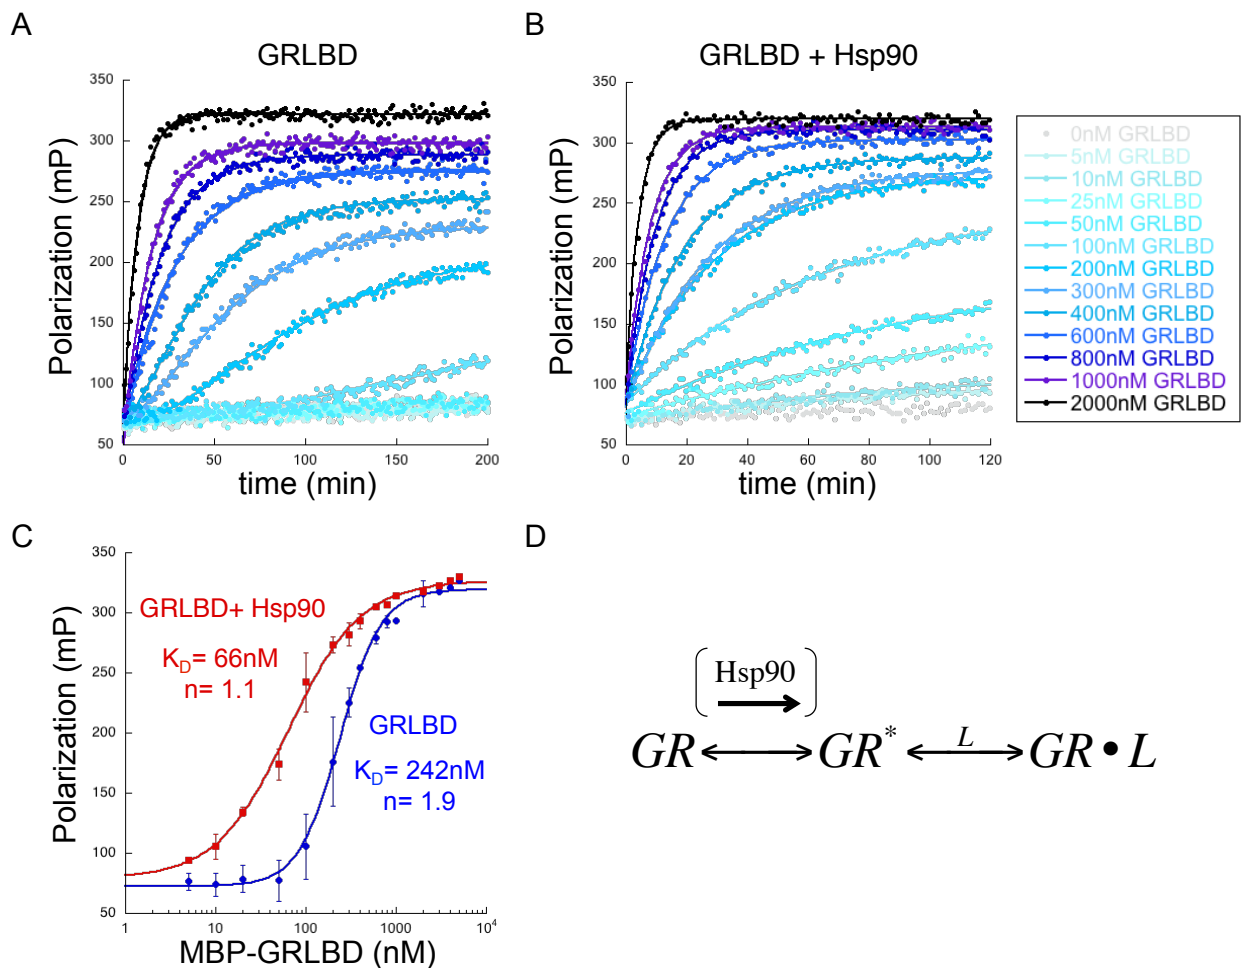 A
GRLBD
Polarization (mP)
350
300
250
200
150
100
50
0
50
100
150
200
time (min)
B
GRLBD + Hsp90
Polarization (mP)
350
300
250
200
150
100
50
0
20
40
60
80
100
120
time (min)
0nM GRLBD
5nM GRLBD
10nM GRLBD
25nM GRLBD
50nM GRLBD
100nM GRLBD
200nM GRLBD
300nM GRLBD
400nM GRLBD
600nM GRLBD
800nM GRLBD
1000nM GRLBD
2000nM GRLBD
C
Polarization (mP)
350
300
250
200
150
100
50
GRLBD+ Hsp90
K_D= 66nM
n= 1.1
GRLBD
K_D= 242nM
n= 1.9
1
10
100
1000
10⁴
MBP-GRLBD (nM)
D
Hsp90
GR GR* L GR • L